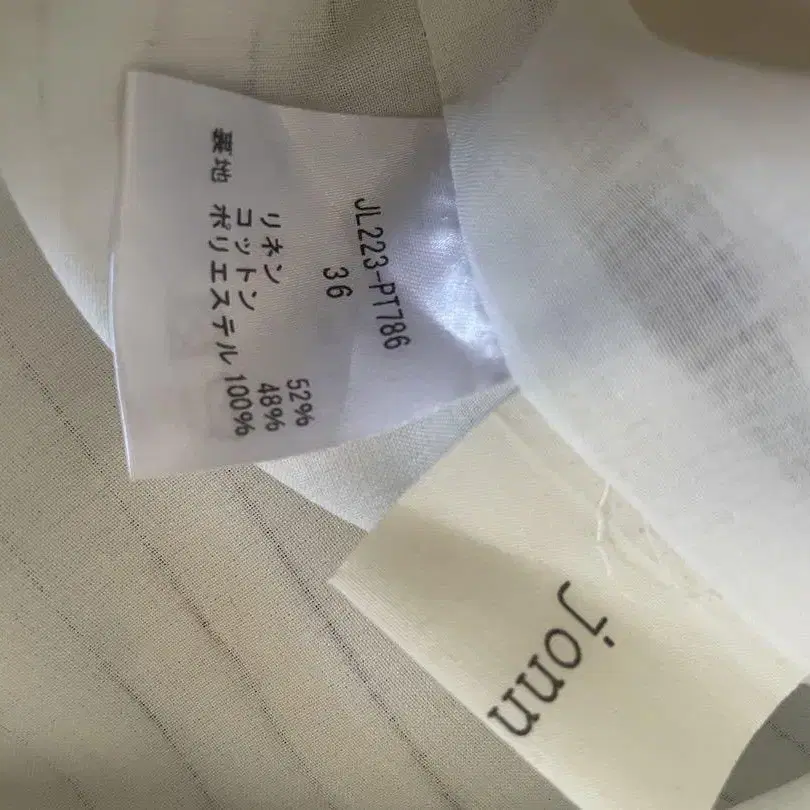 JL223-PT786
36
リネン 52%
コットン 48%
裏地 ポリエステル 100%
jonn